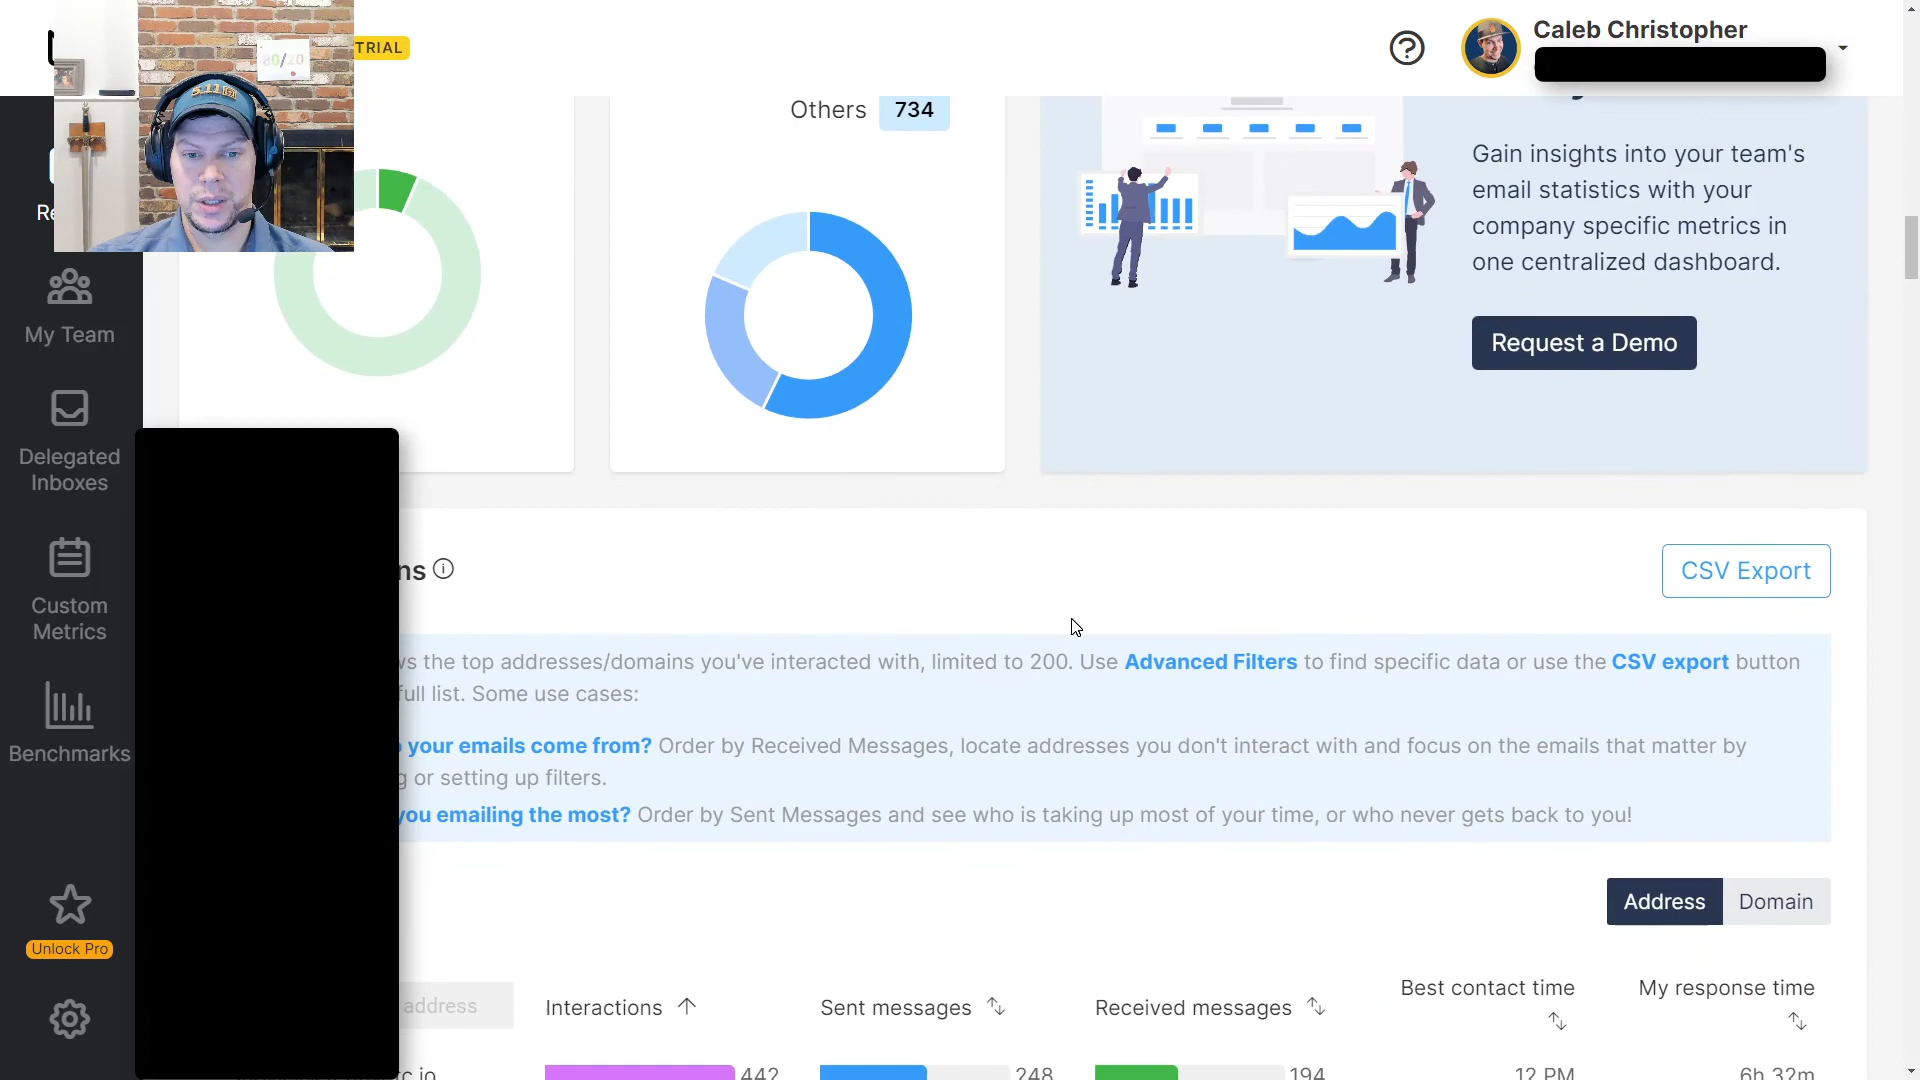 TRIAL
Caleb Christopher
80/20
5.11
Others 734
Gain insights into your team's
email statistics with your
company specific metrics in
one centralized dashboard.
Request a Demo
My Team
Delegated
Inboxes
Custom
Metrics
Benchmarks
Unlock Pro
CSV Export
the top addresses/domains you've interacted with, limited to 200. Use Advanced Filters to find specific data or use the CSV export button
full list. Some use cases:
your emails come from? Order by Received Messages, locate addresses you don't interact with and focus on the emails that matter by
or setting up filters.
you emailing the most? Order by Sent Messages and see who is taking up most of your time, or who never gets back to you!
Address Domain
address
Interactions
Sent messages
Received messages
Best contact time
My response time
442
248
194
12 PM
6h 32m